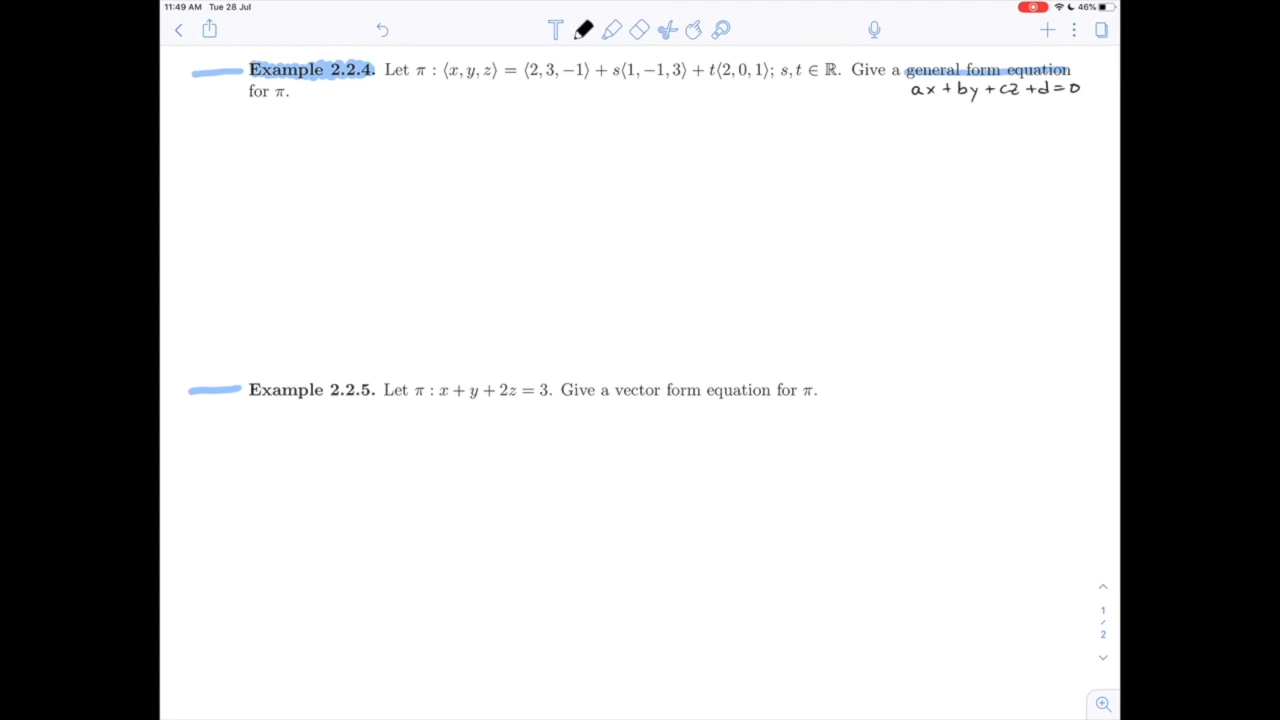 11:49 AM Tue 28 Jul
46%
T
Example 2.2.4. Let π : ⟨x, y, z⟩ = ⟨2, 3, −1⟩ + s⟨1, −1, 3⟩ + t⟨2, 0, 1⟩; s, t ∈ ℝ. Give a general form equation
for π.
ax + by + cz + d = 0
Example 2.2.5. Let π : x + y + 2z = 3. Give a vector form equation for π.
1
/
2